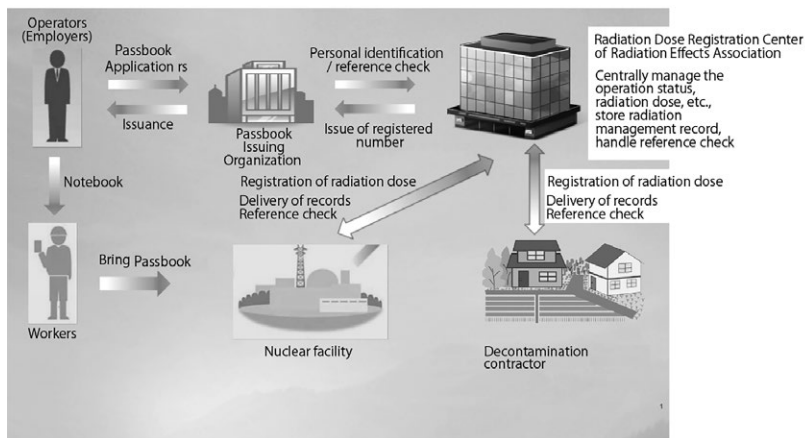 Operators
(Employers)
Passbook
Application rs
Issuance
Passbook
Issuing
Organization
Personal identification
/ reference check
Issue of registered
number
Radiation Dose Registration Center
of Radiation Effects Association
Centrally manage the
operation status,
radiation dose, etc.,
store radiation
management record,
handle reference check
Notebook
Registration of radiation dose
Delivery of records
Reference check
Registration of radiation dose
Delivery of records
Reference check
Bring Passbook
Workers
Nuclear facility
Decontamination
contractor
1